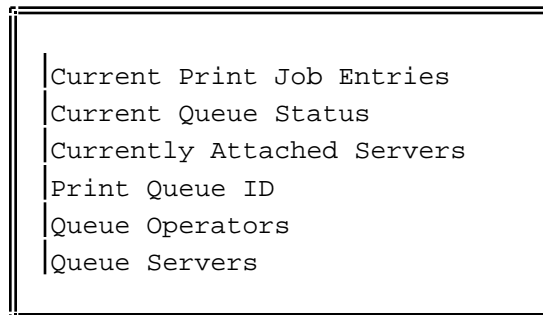 Current Print Job Entries
Current Queue Status
Currently Attached Servers
Print Queue ID
Queue Operators
Queue Servers